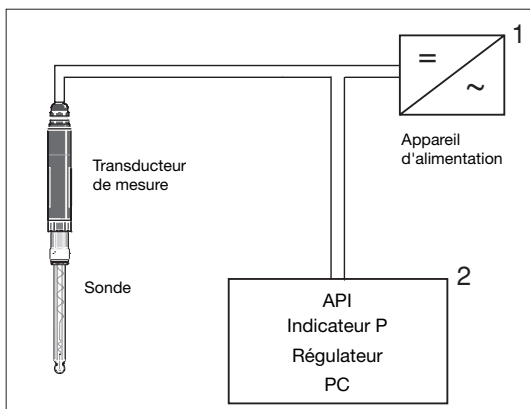 1
=
~
Appareil
d'alimentation
Transducteur
de mesure
Sonde
2
API
Indicateur P
Régulateur
PC